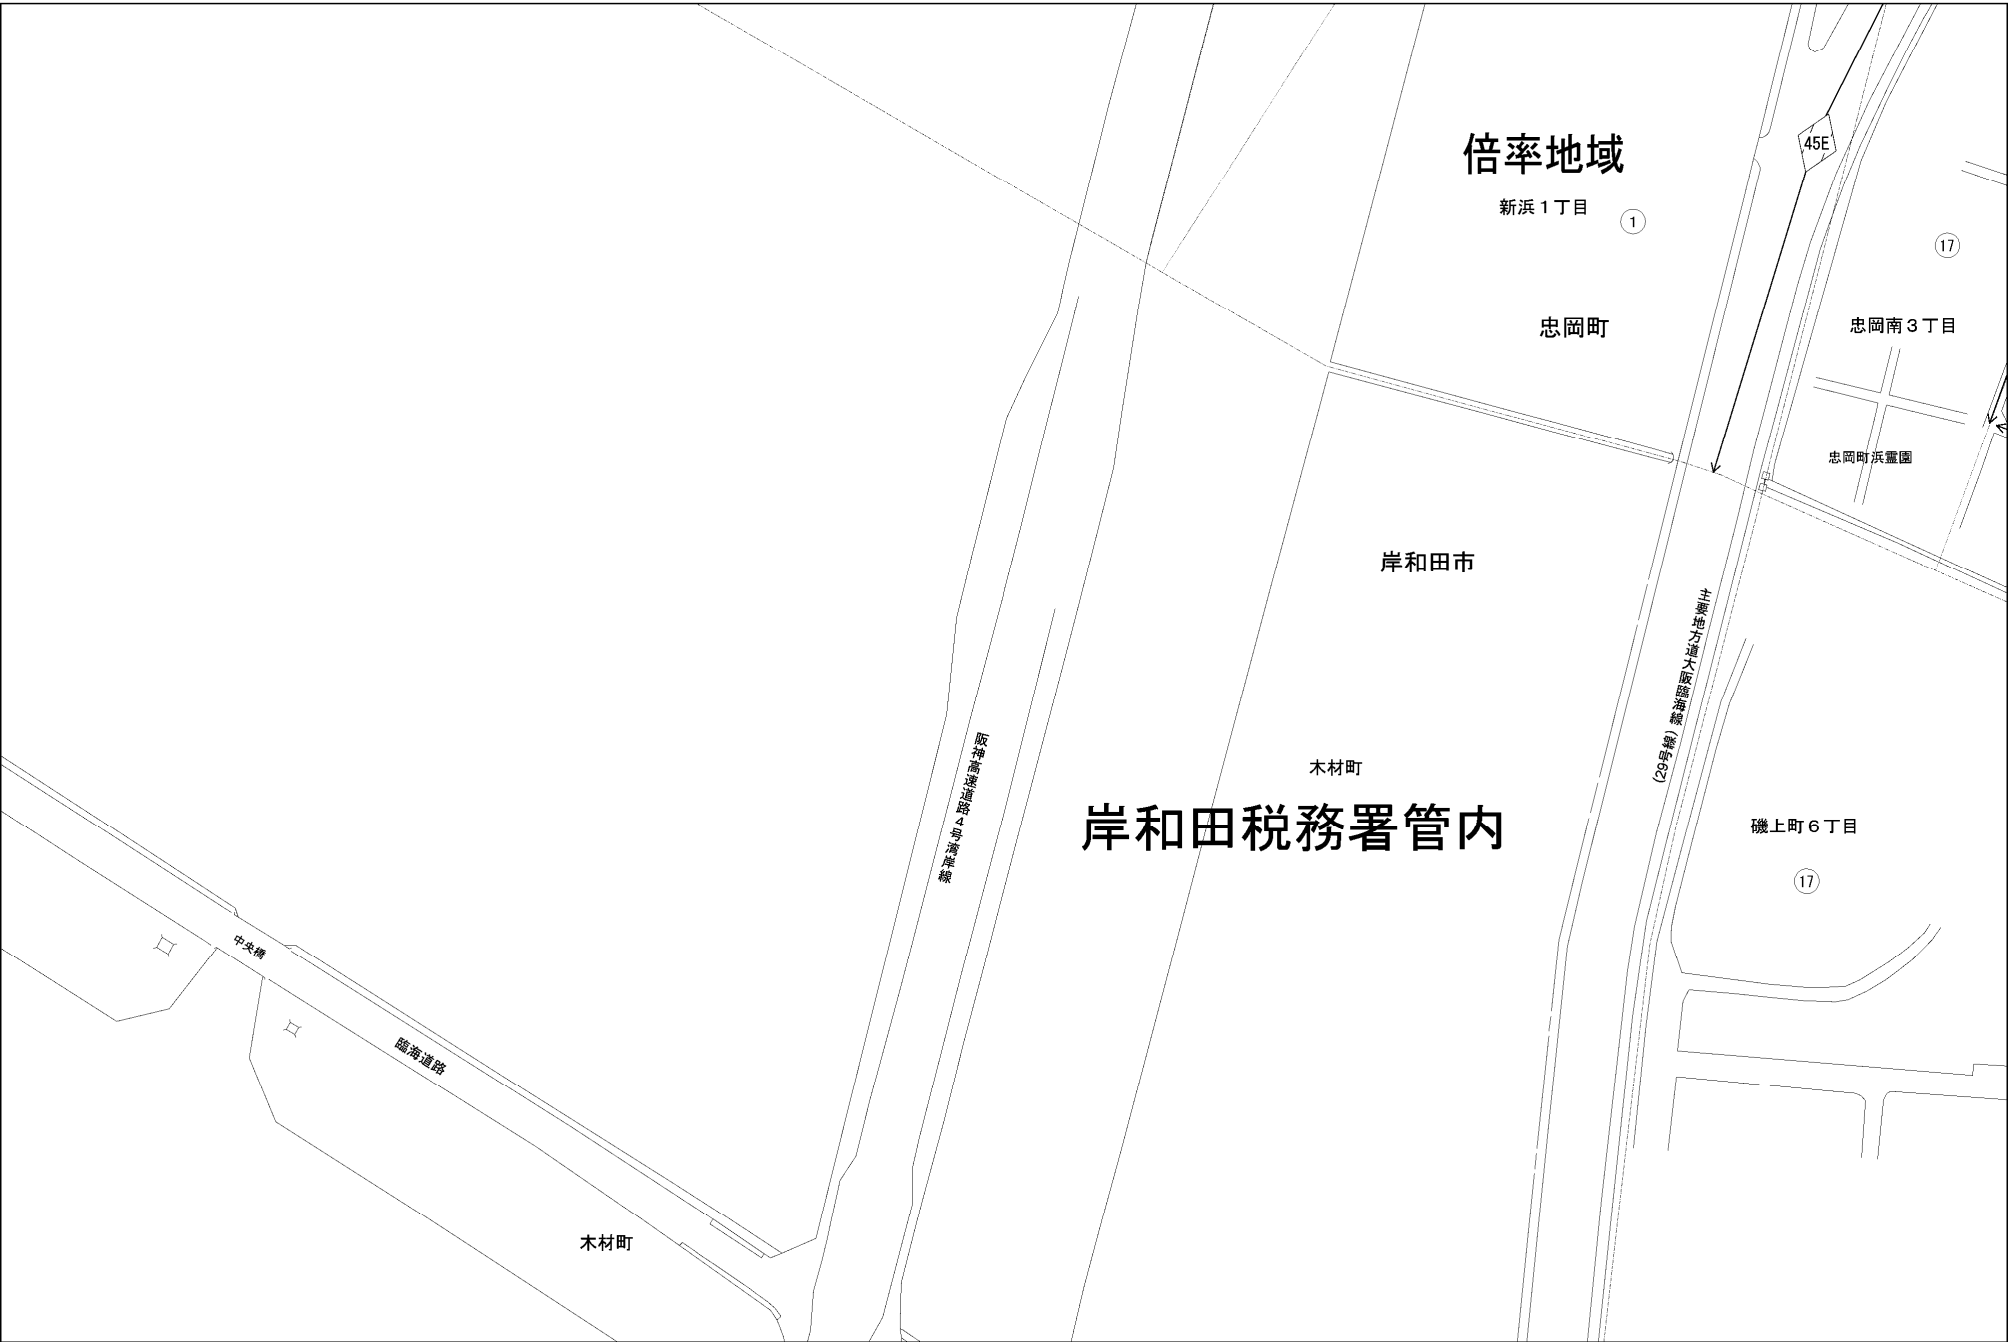 45E
倍率地域
新浜1丁目
1
17
忠岡町
忠岡南3丁目
忠岡町浜霊園
岸和田市
主要地方道大阪臨海線
(29号線)
阪神高速道路4号湾岸線
木材町
岸和田税務署管内
磯上町6丁目
17
中央橋
臨海道路
木材町